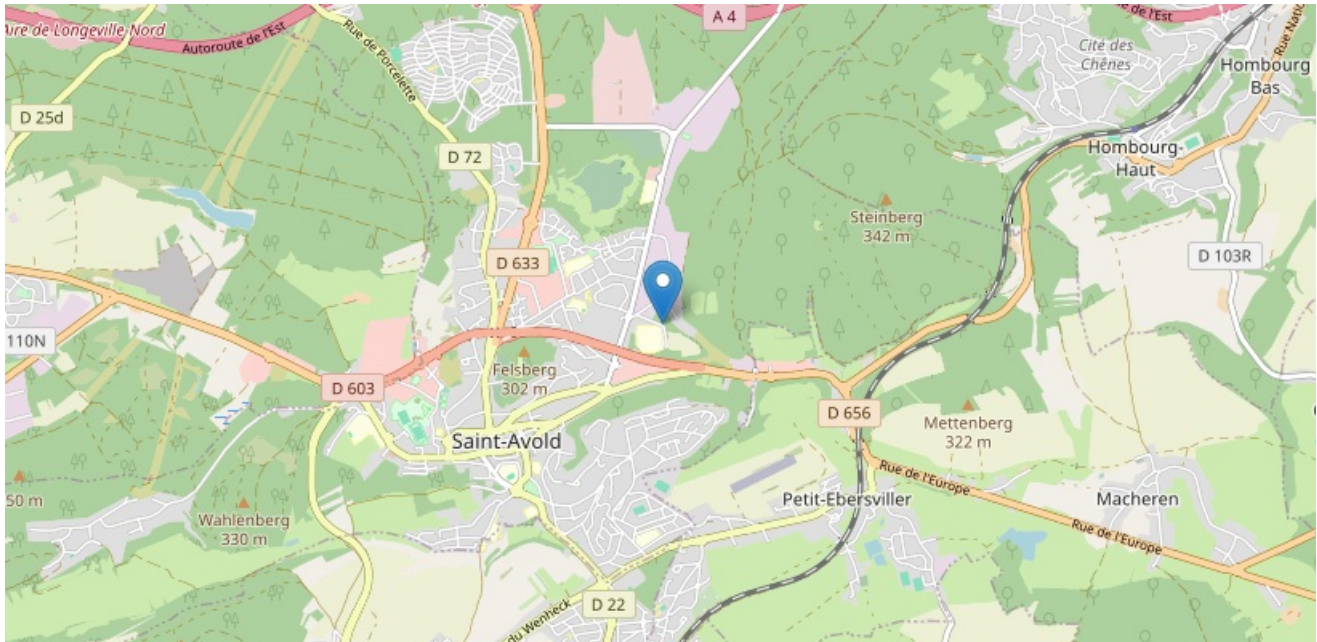 Aire de Longeville-Nord
Autoroute de l'Est
Rue de Porcelette
A 4
de l'Est
Cité des
Chênes
Hombourg
Bas
D 25d
D 72
Hombourg-
Haut
Steinberg
342 m
D 633
D 103R
110N
Felsberg
302 m
D 603
D 656
Mettenberg
322 m
Saint-Avold
Rue de l'Europe
50 m
Wahlenberg
330 m
Petit-Ebersviller
Macheren
Rue de l'Europe
D 22
du Wenheck